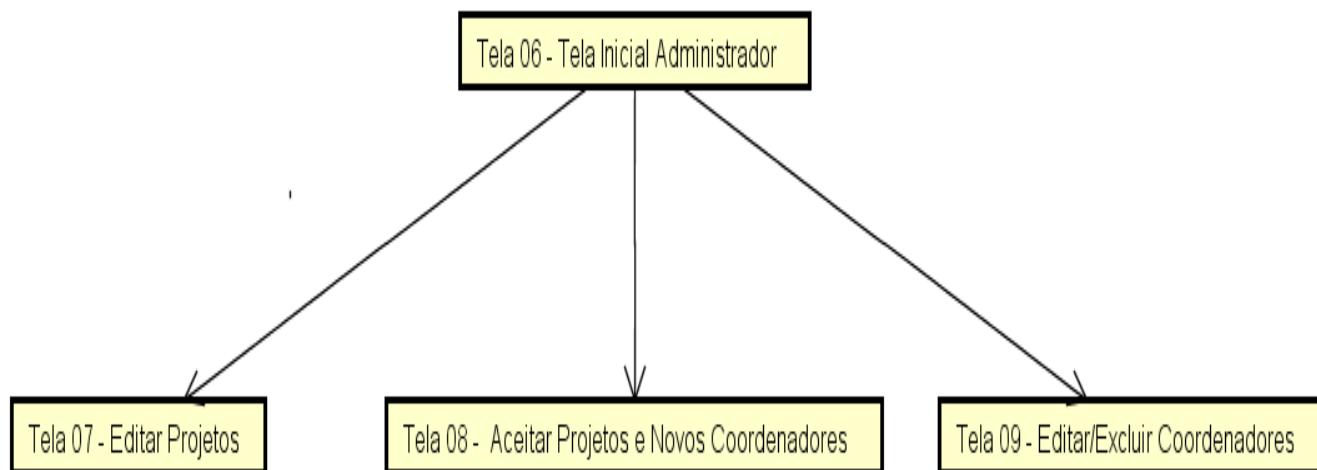 Tela 06 - Tela Inicial Administrador
Tela 07 - Editar Projetos
Tela 08 - Aceitar Projetos e Novos Coordenadores
Tela 09 - Editar/Excluir Coordenadores